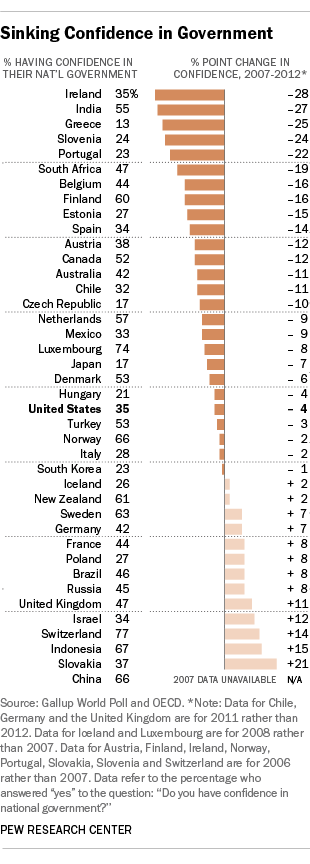 Sinking Confidence in Government
% HAVING CONFIDENCE IN % POINT CHANGE IN
THEIR NAT'L GOVERNMENT CONFIDENCE, 2007-2012*
Ireland 35% –28
India 55 –27
Greece 13 –25
Slovenia 24 –24
Portugal 23 –22
South Africa 47 –19
Belgium 44 –16
Finland 60 –16
Estonia 27 –15
Spain 34 –14
Austria 38 –12
Canada 52 –12
Australia 42 –11
Chile 32 –11
Czech Republic 17 –10
Netherlands 57 – 9
Mexico 33 – 9
Luxembourg 74 – 8
Japan 17 – 7
Denmark 53 – 6
Hungary 21 – 4
United States 35 – 4
Turkey 53 – 3
Norway 66 – 2
Italy 28 – 2
South Korea 23 – 1
Iceland 26 + 2
New Zealand 61 + 2
Sweden 63 + 7
Germany 42 + 7
France 44 + 8
Poland 27 + 8
Brazil 46 + 8
Russia 45 + 8
United Kingdom 47 +11
Israel 34 +12
Switzerland 77 +14
Indonesia 67 +15
Slovakia 37 +21
China 66 2007 DATA UNAVAILABLE N/A
Source: Gallup World Poll and OECD. *Note: Data for Chile,
Germany and the United Kingdom are for 2011 rather than
2012. Data for Iœland and Luxembourg are for 2008 rather
than 2007. Data for Austria, Finland, Ireland, Norway,
Portugal, Slovakia, Slovenia and Switzerland are for 2006
rather than 2007. Data refer to the percentage who
answered "yes" to the question: "Do you have confidence in
national government?"
PEW RESEARCH CENTER